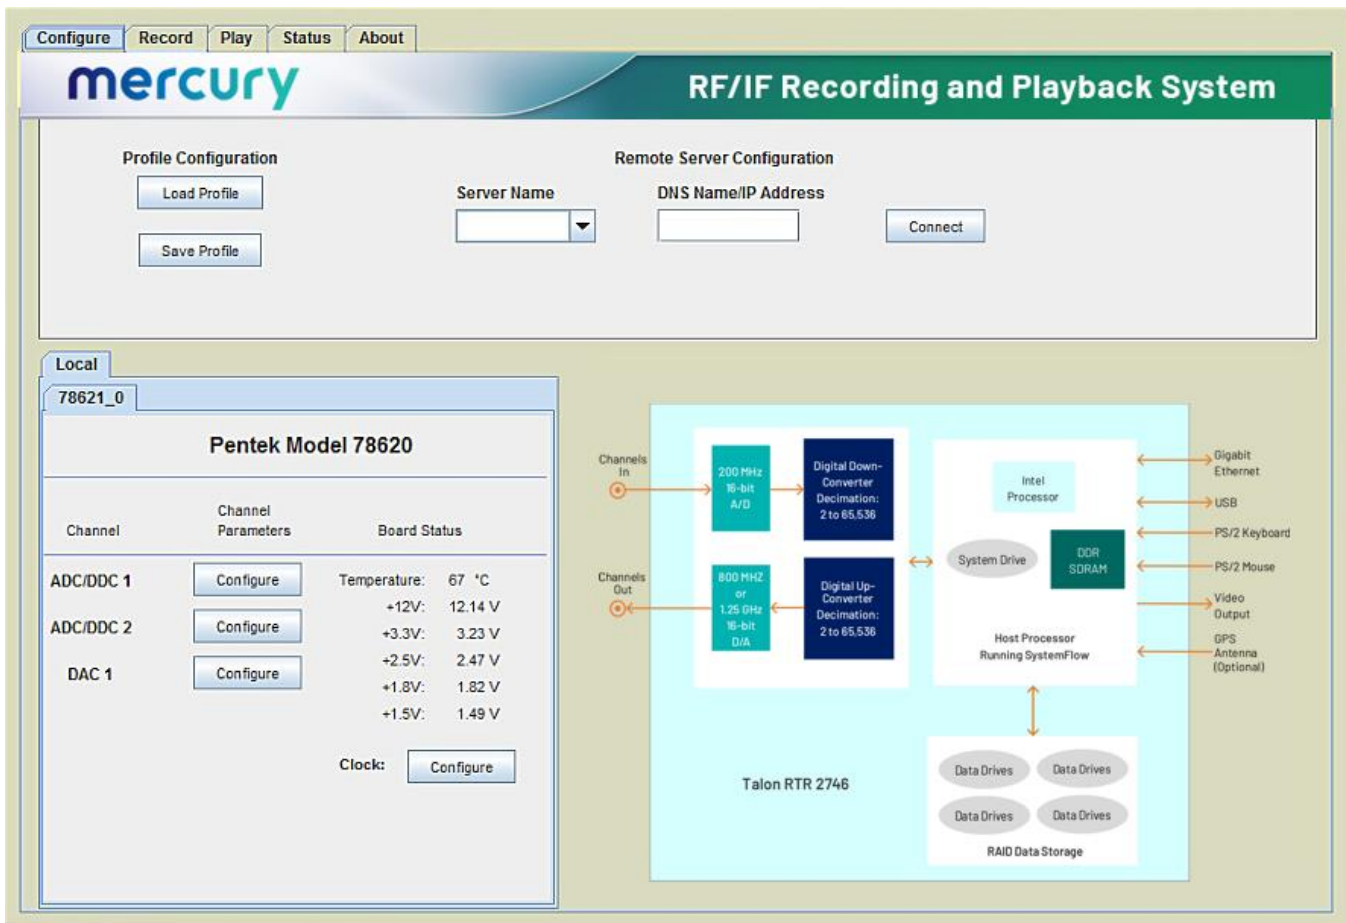 Configure Record Play Status About
mercury
RF/IF Recording and Playback System
Profile Configuration
Load Profile
Save Profile
Remote Server Configuration
Server Name DNS Name/IP Address
Connect
Local
78621_0
Pentek Model 78620
Channel
Channel
Parameters
Board Status
ADC/DDC 1 Configure
ADC/DDC 2 Configure
DAC 1 Configure
Temperature: 67 °C
+12V: 12.14 V
+3.3V: 3.23 V
+2.5V: 2.47 V
+1.8V: 1.82 V
+1.5V: 1.49 V
Clock: Configure
Channels
In
200 MHz
16-bit
A/D
Digital Down-
Converter
Decimation:
2 to 65,536
Channels
Out
800 MHZ
or
1.25 GHz
16-bit
D/A
Digital Up-
Converter
Decimation:
2 to 65,536
Intel
Processor
System Drive
DDR
SDRAM
Host Processor
Running SystemFlow
Gigabit
Ethernet
USB
PS/2 Keyboard
PS/2 Mouse
Video
Output
GPS
Antenna
(Optional)
Talon RTR 2746
Data Drives Data Drives
Data Drives Data Drives
RAID Data Storage